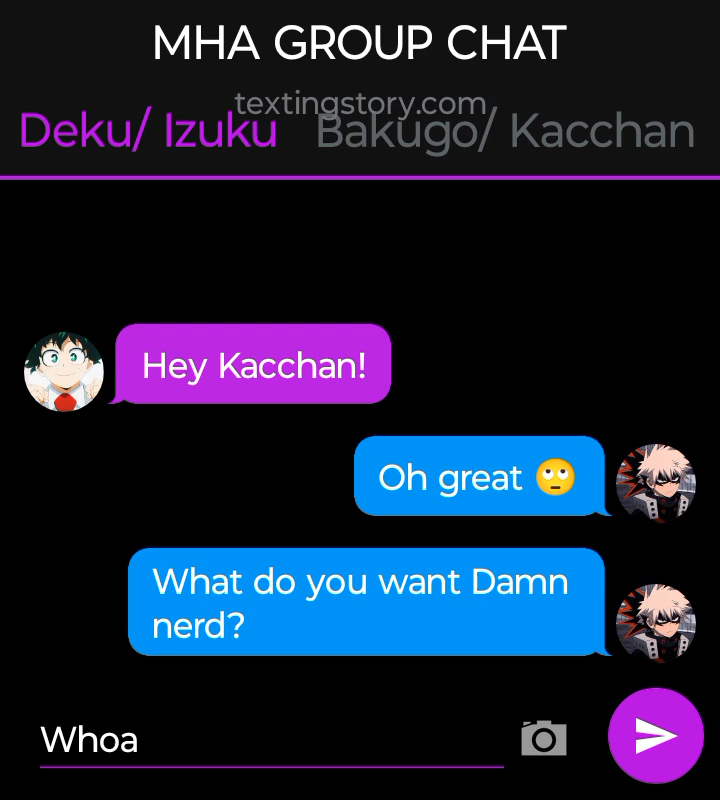 MHA GROUP CHAT
textingstory.com
Deku/ Izuku Bakugo/ Kacchan
Hey Kacchan!
Oh great 🙄
What do you want Damn
nerd?
Whoa